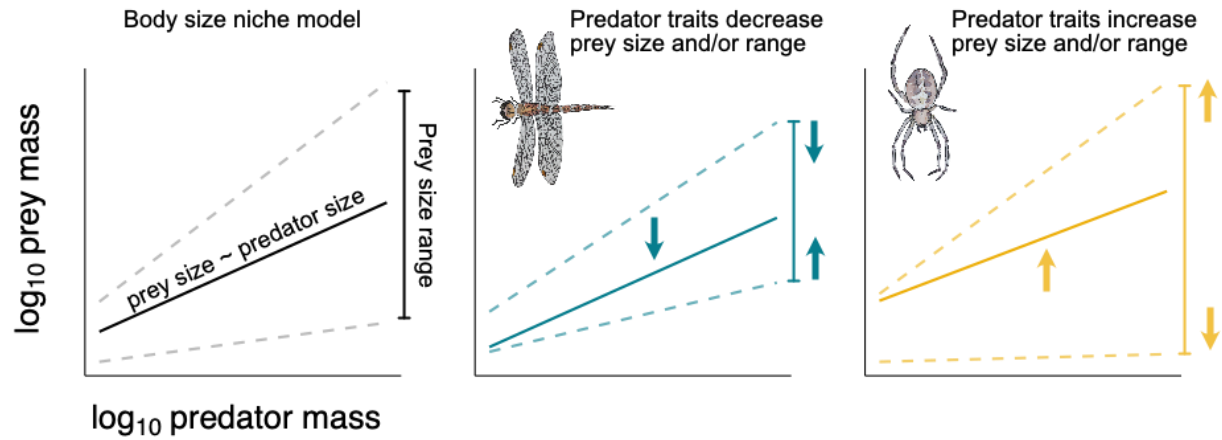 Body size niche model
Predator traits decrease
prey size and/or range
Predator traits increase
prey size and/or range
log₁₀ prey mass
prey size ~ predator size
Prey size range
log₁₀ predator mass